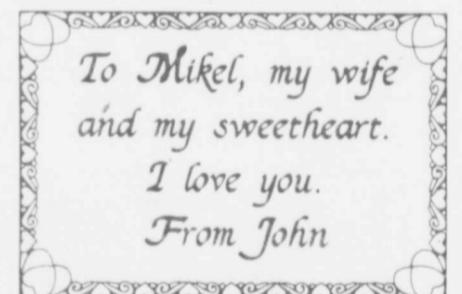 To Mikel, my wife
and my sweetheart.
I love you.
From John